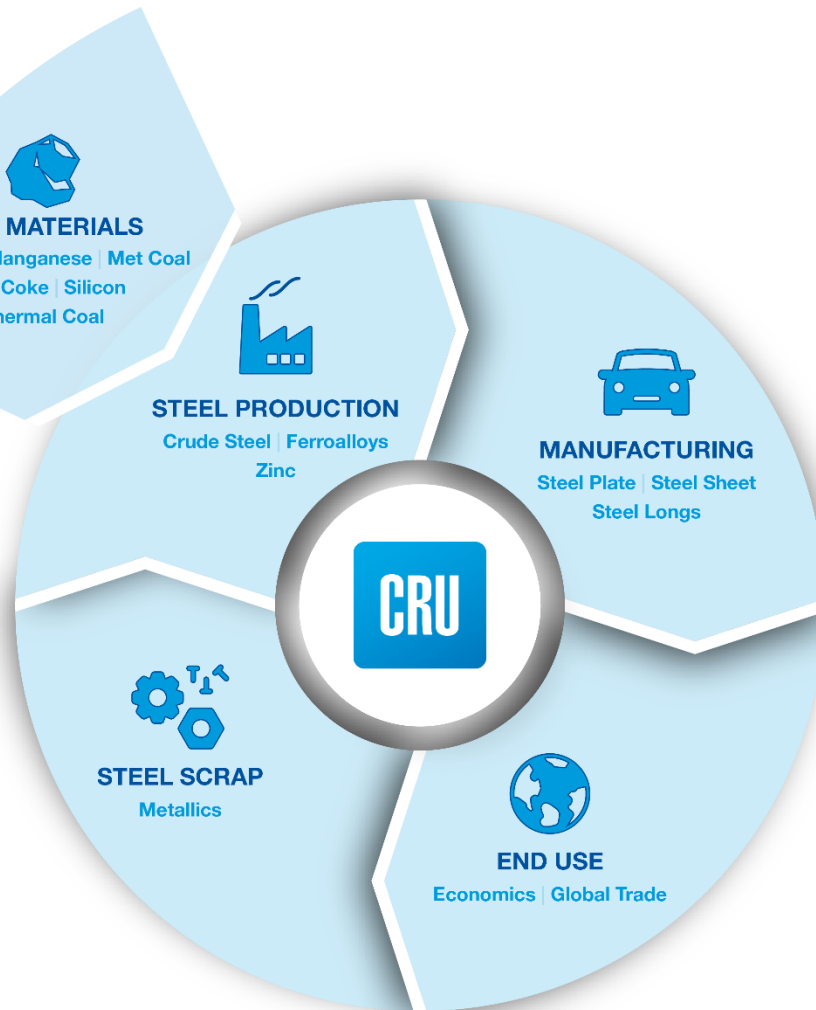 MATERIALS
Met Coal
Coke | Silicon
Coal
STEEL PRODUCTION
Crude Steel | Ferroalloys
Zinc
MANUFACTURING
Steel Plate | Steel Sheet
Steel Longs
CRU
STEEL SCRAP
Metallics
END USE
Economics | Global Trade